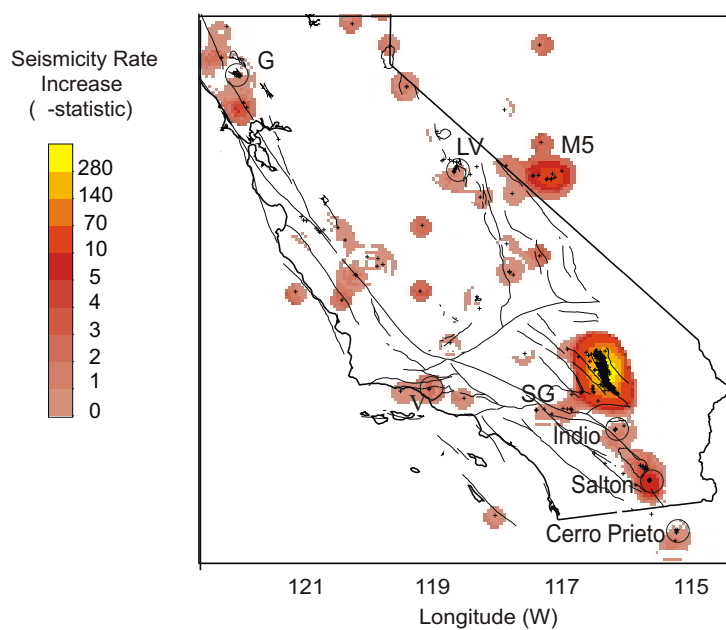 Seismicity Rate
Increase
( -statistic)
280
140
70
10
5
4
3
2
1
0
G
LV
M5
V
SG
Indio
Salton
Cerro Prieto
121
119
117
115
Longitude (W)